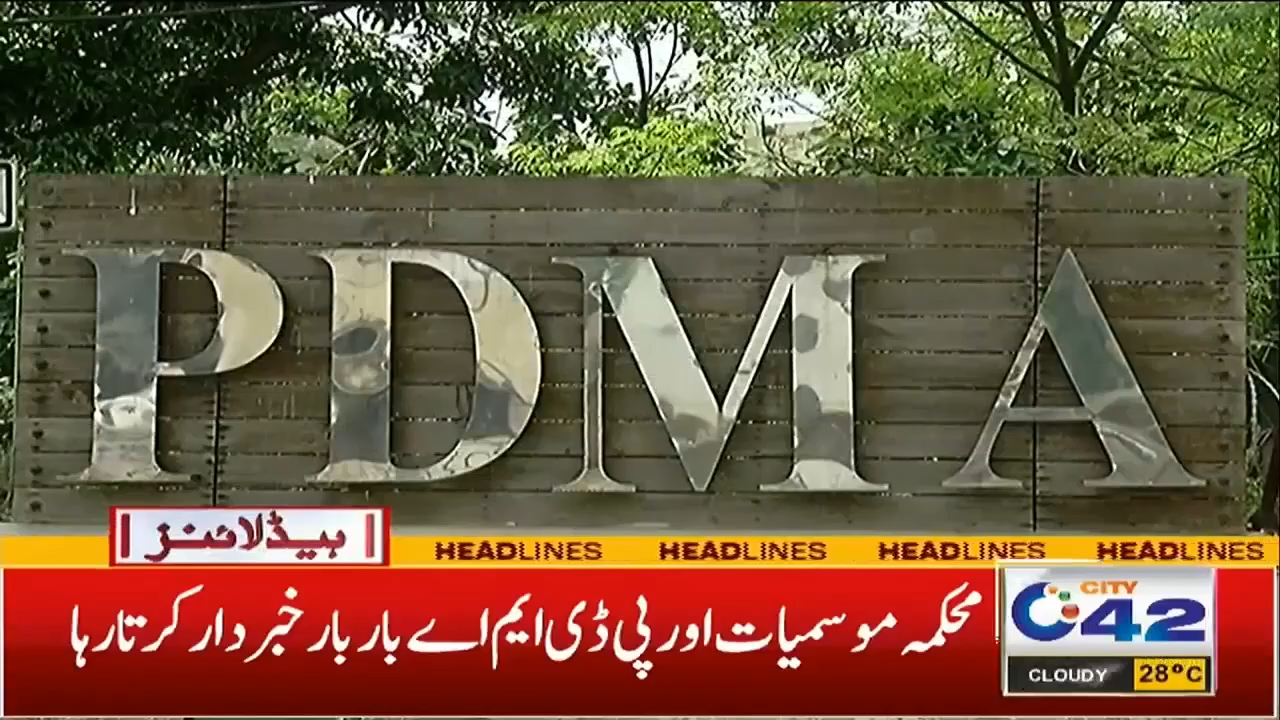 PDMA
ہیڈلائنز
HEADLINES HEADLINES HEADLINES HEADLINES
محکمہ موسمیات اور پی ڈی ایم اے بار بار خبردار کرتا رہا
CITY
42
CLOUDY 28°C